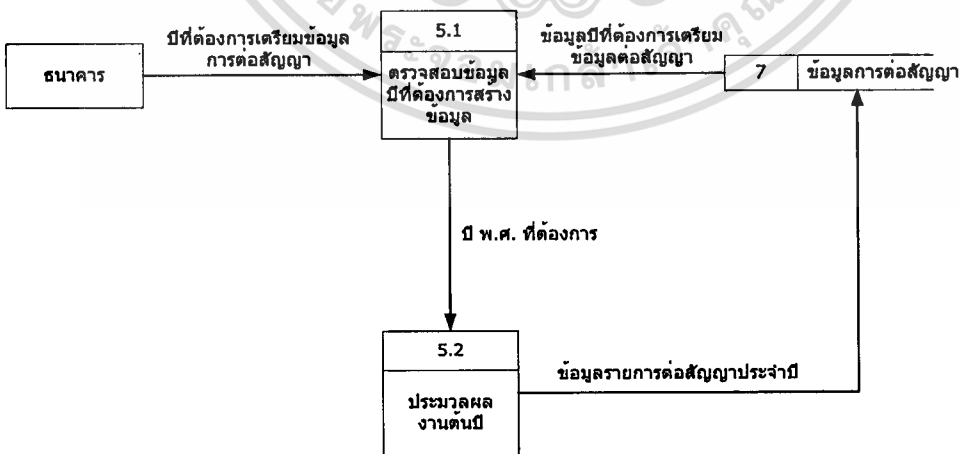 ธนาคาร
ปีที่ต้องการเตรียมข้อมูล
การต่อสัญญา
5.1
ตรวจสอบข้อมูล
ปีที่ต้องการสร้าง
ข้อมูล
ข้อมูลปีที่ต้องการเตรียม
ข้อมูลต่อสัญญา
7
ข้อมูลการต่อสัญญา
ปี พ.ศ. ที่ต้องการ
5.2
ประมวลผล
งานต้นปี
ข้อมูลรายการต่อสัญญาประจำปี